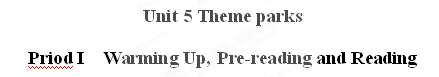 Unit 5 Theme parks
Priod I Warming Up, Pre-reading and Reading